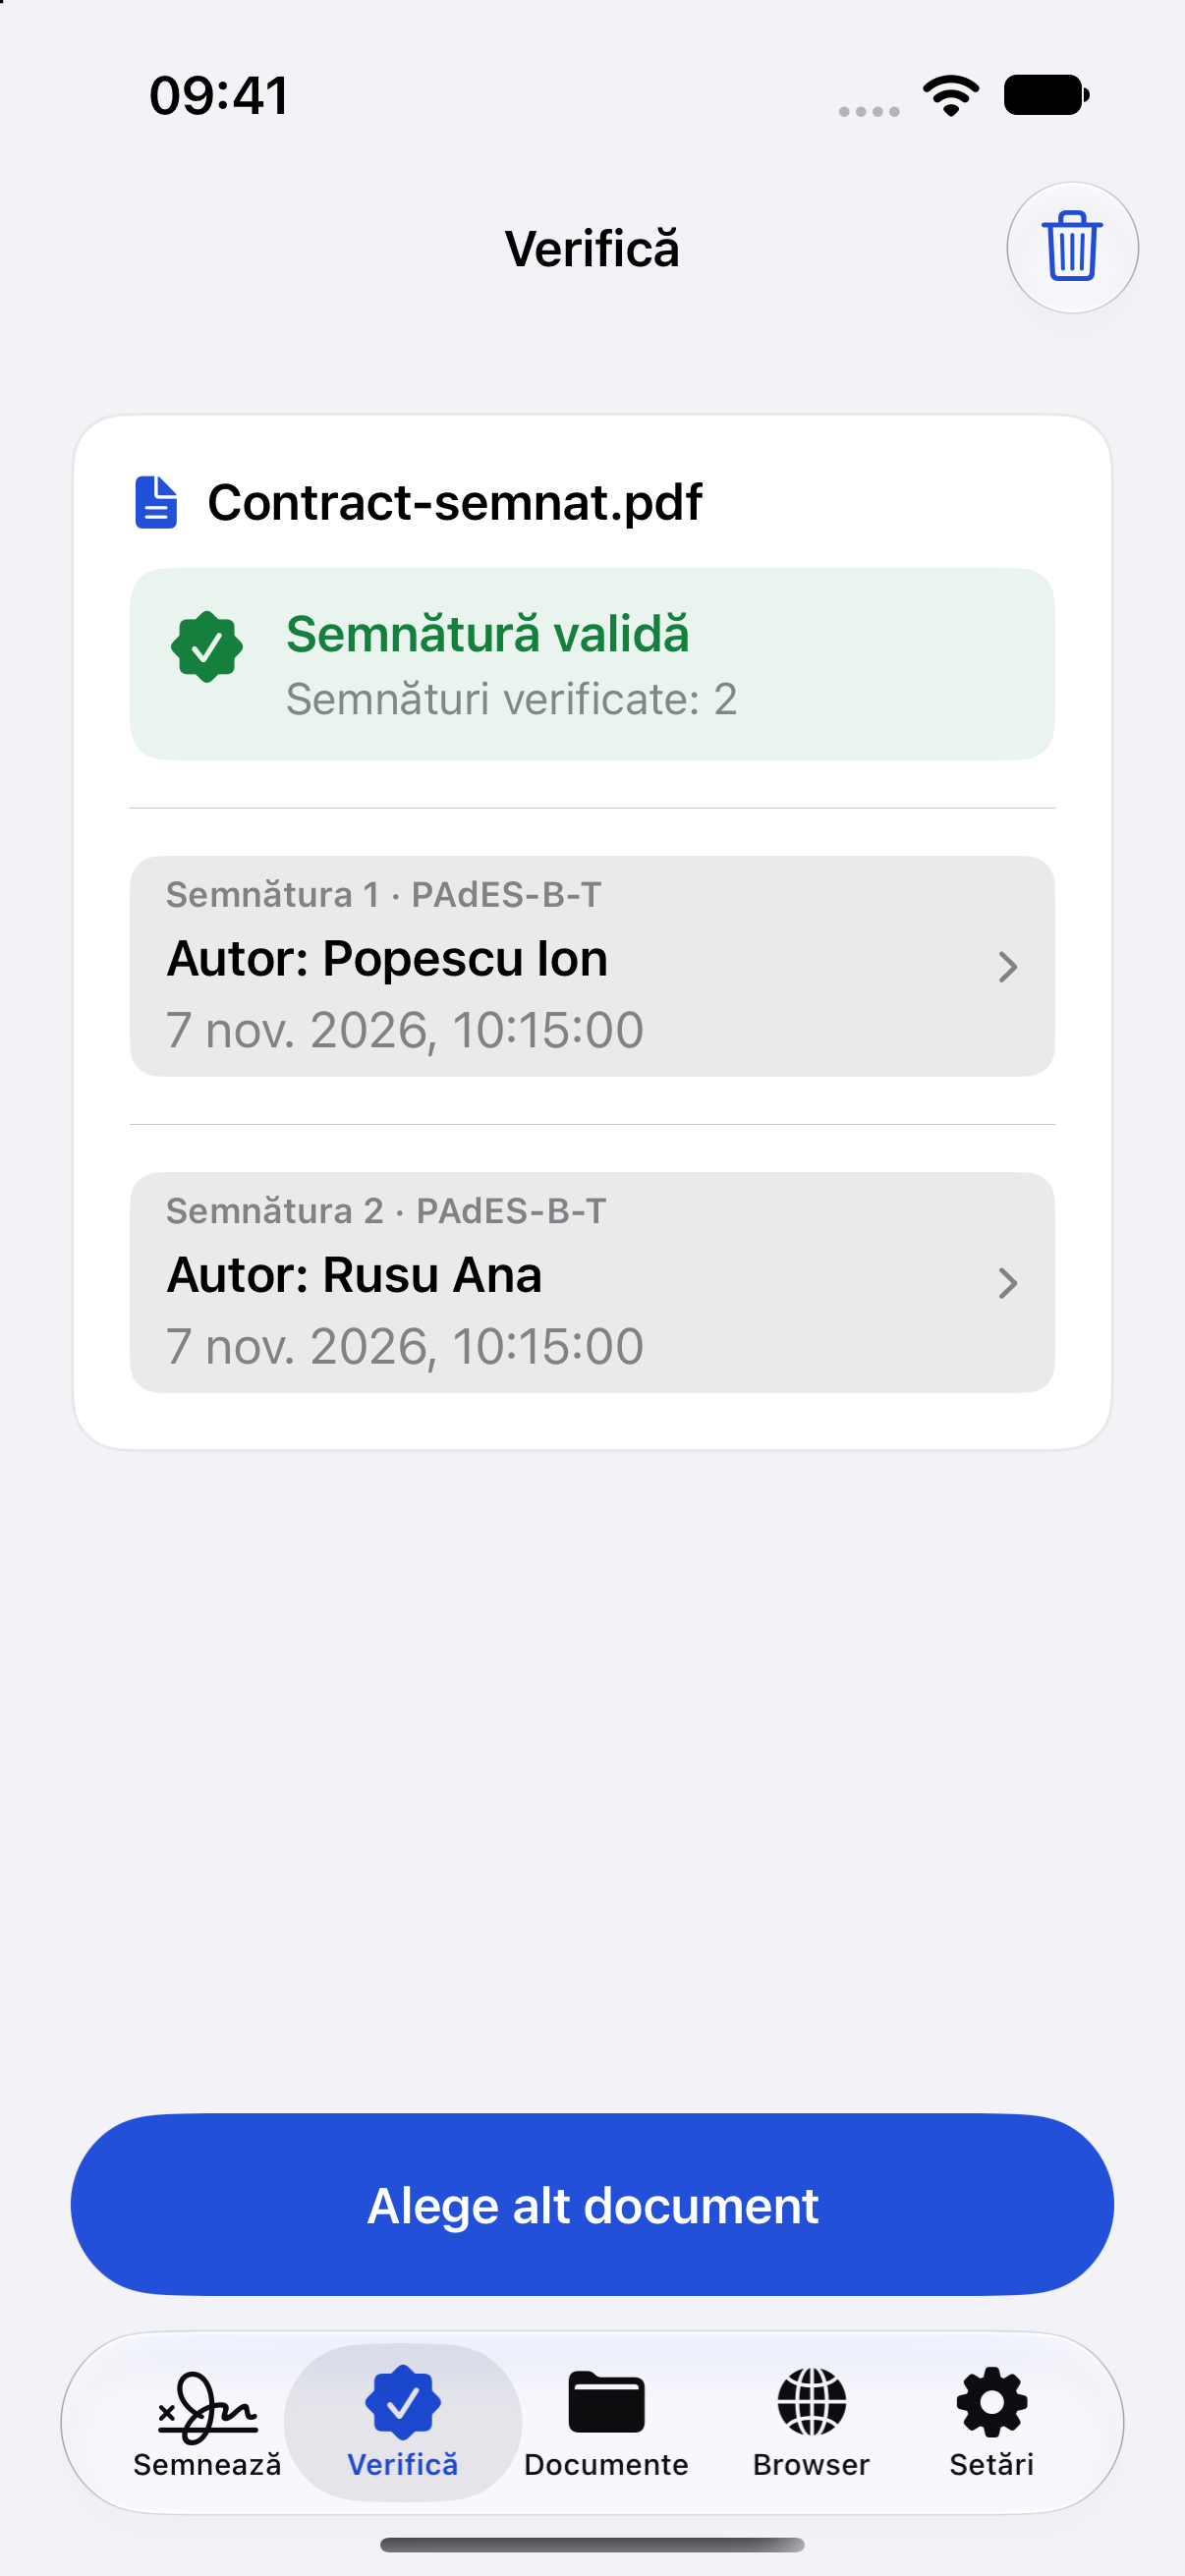 09:41
Verifică
Contract-semnat.pdf
Semnătură validă
Semnături verificate: 2
Semnătura 1 · PAdES-B-T
Autor: Popescu Ion
7 nov. 2026, 10:15:00
Semnătura 2 · PAdES-B-T
Autor: Rusu Ana
7 nov. 2026, 10:15:00
Alege alt document
Semnează
Verifică
Documente
Browser
Setări